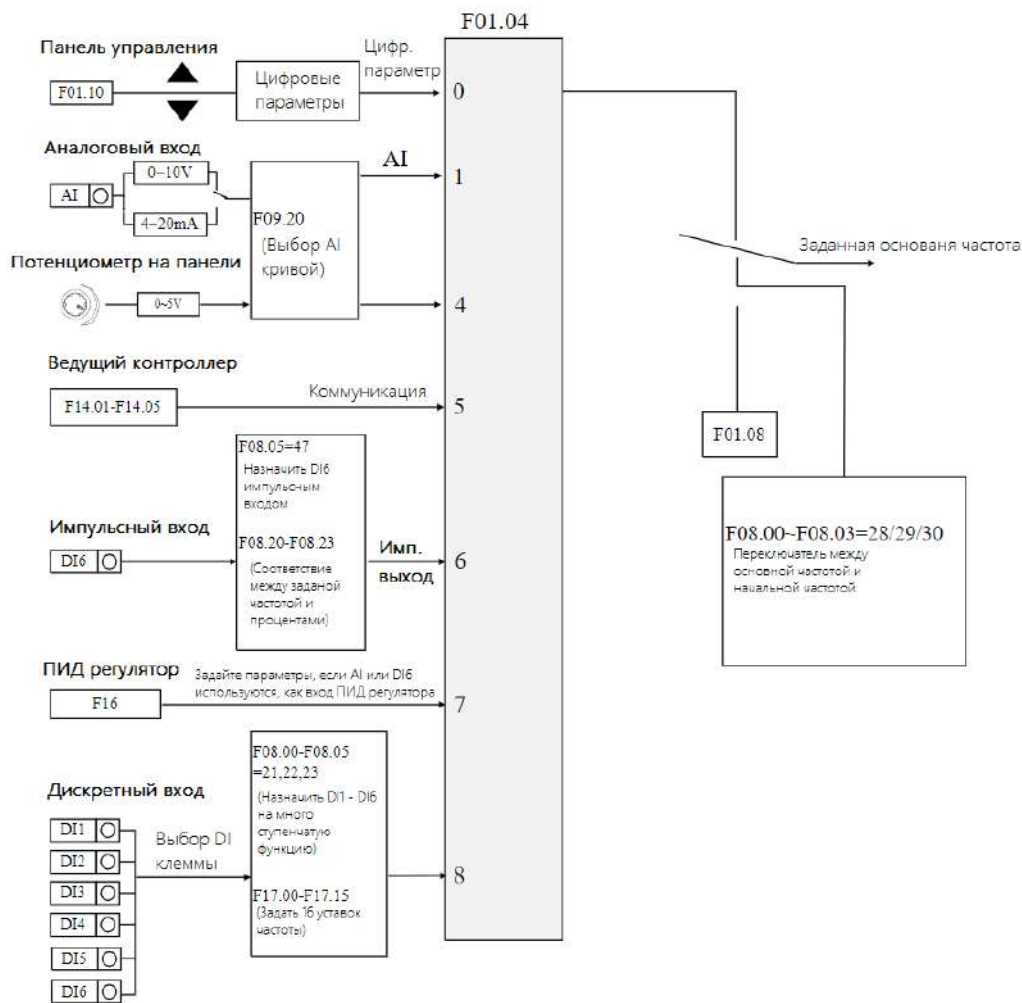 F01.04
Панель управления
Цифр.
параметр
F01.10
Цифровые
параметры
0
Аналоговый вход
AI
0–10V
AI
4–20mA
1
F09.20
(Выбор AI
кривой)
Потенциометр на панели
0~5V
4
Заданная основаня частота
Ведущий контроллер
Коммуникация
F14.01-F14.05
5
F01.08
F08.05=47
Назначить DI6
импульсным
входом
Импульсный вход
DI6
F08.20-F08.23
(Соответствие
между заданой
частотой и
процентами)
Имп.
выход
6
F08.00~F08.03=28/29/30
Переключатель между
основной частотой и
начальной частотой
ПИД регулятор
Задайте параметры, если AI или DI6
используются, как вход ПИД регулятора
F16
7
Дискретный вход
F08.00-F08.05
=21,22,23
(Назначить DI1 - DI6
на много
ступенчатую
функцию)
F17.00-F17.15
(Задать 16 уставок
частоты)
Выбор DI
клеммы
8
DI1
DI2
DI3
DI4
DI5
DI6